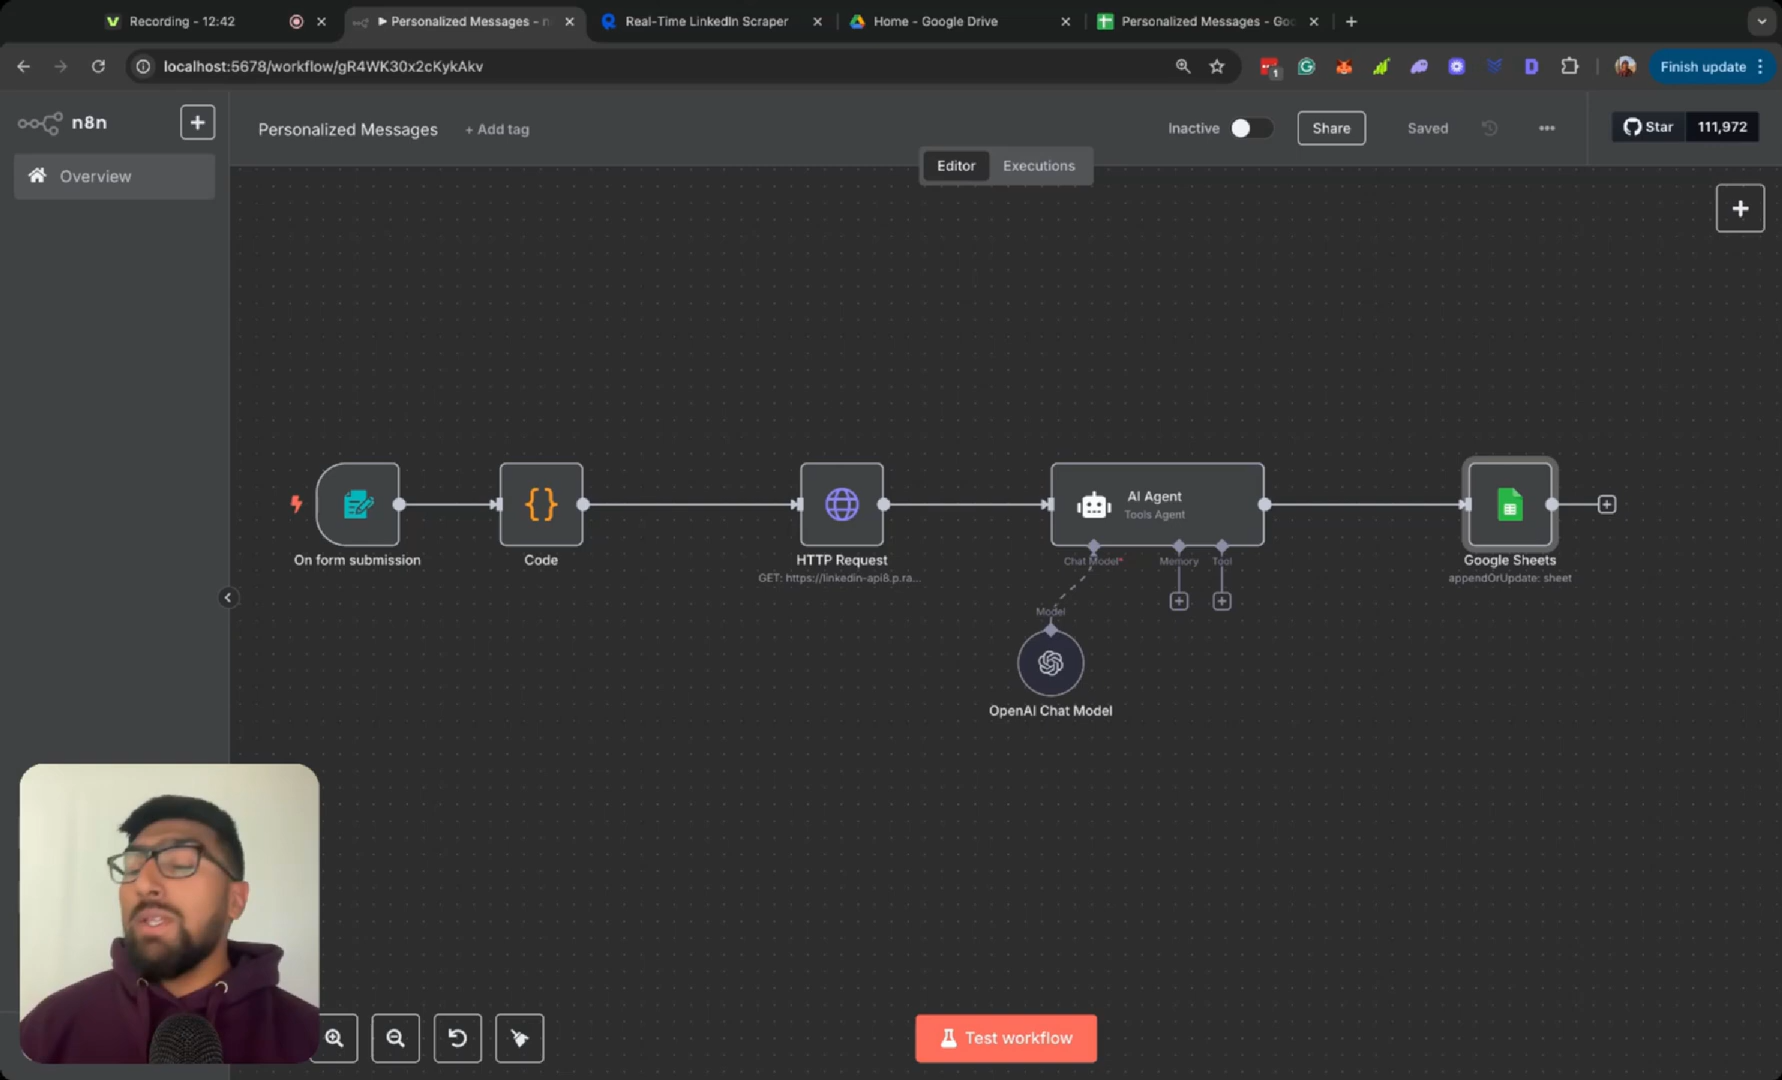 Recording - 12:42
Personalized Messages - n
Real-Time LinkedIn Scraper
Home - Google Drive
Personalized Messages - Goo
localhost:5678/workflow/gR4WK30x2cKykAkv
1
D
Finish update
n8n
Personalized Messages
+ Add tag
Inactive
Share
Saved
Star
111,972
Editor
Executions
Overview
On form submission
Code
HTTP Request
GET: https://linkedin-api8.p.ra...
AI Agent
Tools Agent
Chat Model*
Memory
Tool
Model
OpenAI Chat Model
Google Sheets
appendOrUpdate: sheet
Test workflow